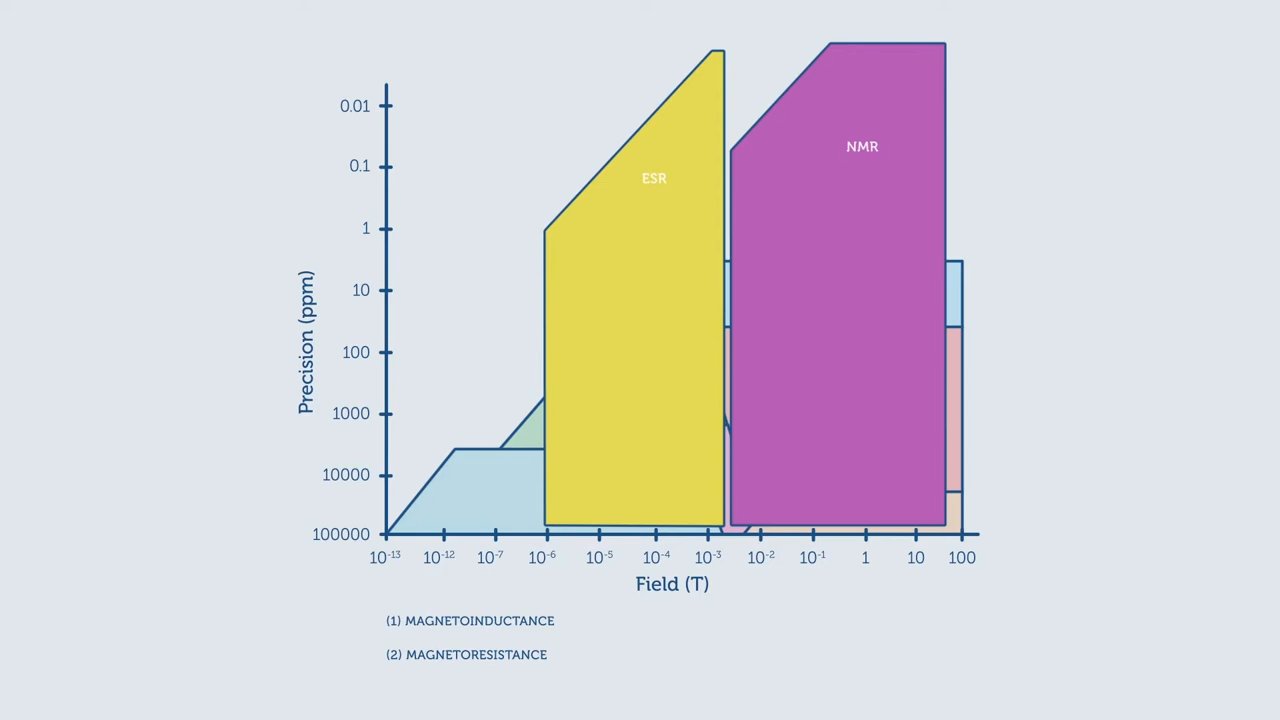 0.01
0.1
1
10
100
1000
10000
100000
Precision (ppm)
ESR
NMR
10⁻¹³ 10⁻¹² 10⁻⁷ 10⁻⁶ 10⁻⁵ 10⁻⁴ 10⁻³ 10⁻² 10⁻¹ 1 10 100
Field (T)
(1) MAGNETOINDUCTANCE
(2) MAGNETORESISTANCE